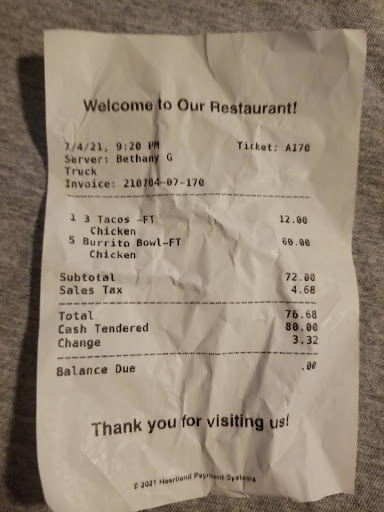 Welcome to Our Restaurant!
7/4/21, 9:20 PM Ticket: A170
Server: Bethany G
Truck
Invoice: 210704-07-170
1 3 Tacos -FT 12.00
Chicken
5 Burrito Bowl-FT 60.00
Chicken
Subtotal 72.00
Sales Tax 4.68
Total 76.68
Cash Tendered 80.00
Change 3.32
Balance Due .00
Thank you for visiting us!
© 2021 Heartland Payment Systems